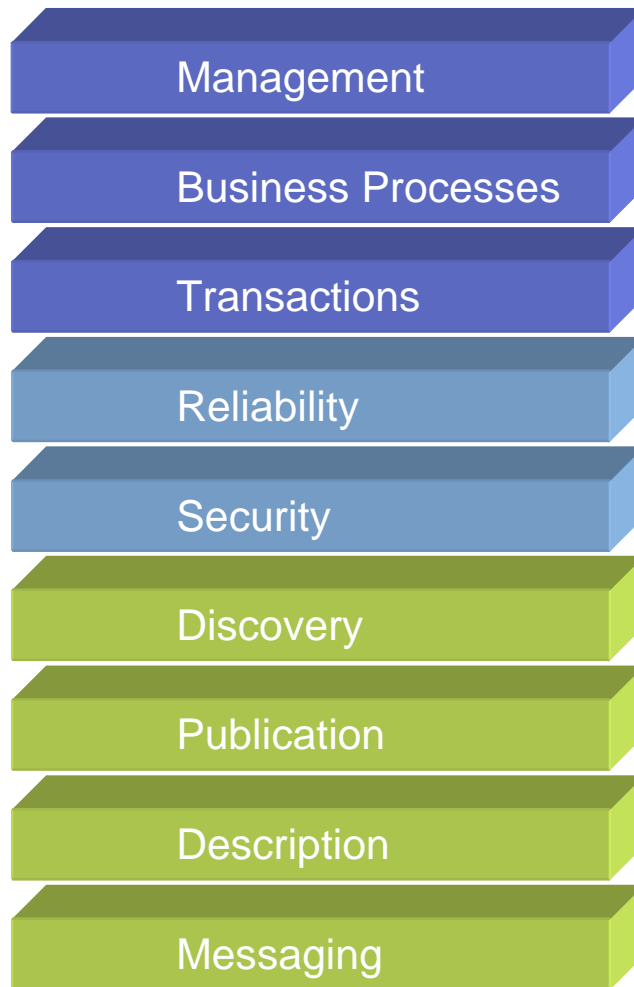 Management
Business Processes
Transactions
Reliability
Security
Discovery
Publication
Description
Messaging